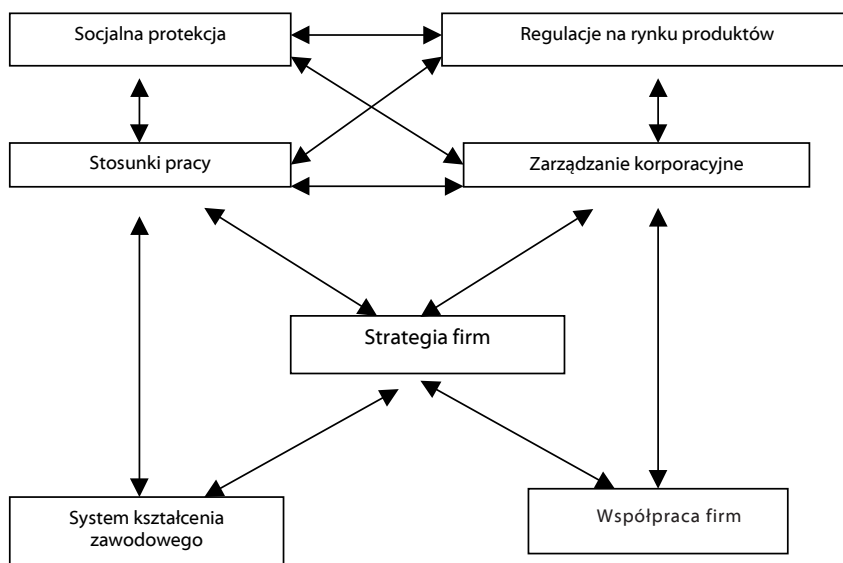 Socjalna protekcja
Regulacje na rynku produktów
Stosunki pracy
Zarządzanie korporacyjne
Strategia firm
System kształcenia
zawodowego
Współpraca firm